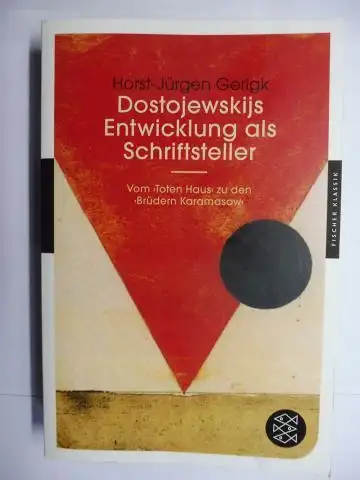 Horst-Jürgen Gerigk
Dostojewskijs
Entwicklung als
Schriftsteller
Vom ›Toten Haus‹ zu den
›Brüdern Karamasow‹
FISCHER KLASSIK